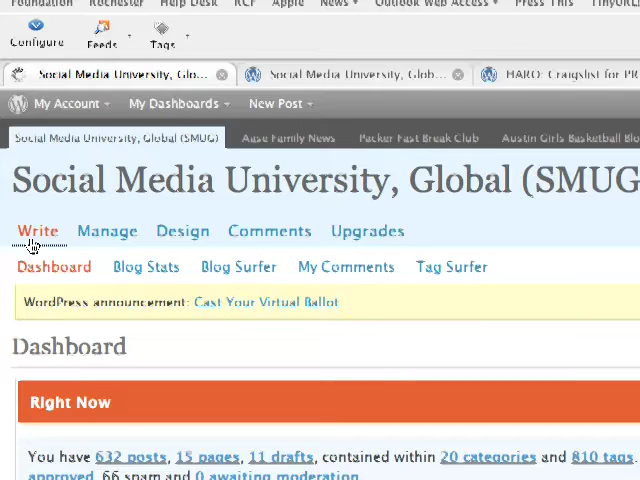 Foundation Rochester Help Desk RCF Apple News Outlook Web Access Press This TinyURL
Configure Feeds Tags
Social Media University, Glo... Social Media University, Glob... HARO: Craigslist for PR
My Account My Dashboards New Post
Social Media University, Global (SMUG) Aase Family News Packer Fast Break Club Austin Girls Basketball Blo
Social Media University, Global (SMUG
Write Manage Design Comments Upgrades
Dashboard Blog Stats Blog Surfer My Comments Tag Surfer
WordPress announcement: Cast Your Virtual Ballot
Dashboard
Right Now
You have 632 posts, 15 pages, 11 drafts, contained within 20 categories and 810 tags.
approved, 66 spam and 0 awaiting moderation.